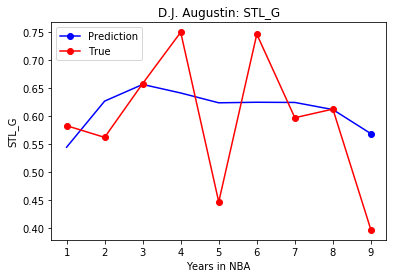 D.J. Augustin: STL_G
Prediction
True
0.75
0.70
0.65
0.60
0.55
0.50
0.45
0.40
STL_G
1 2 3 4 5 6 7 8 9
Years in NBA